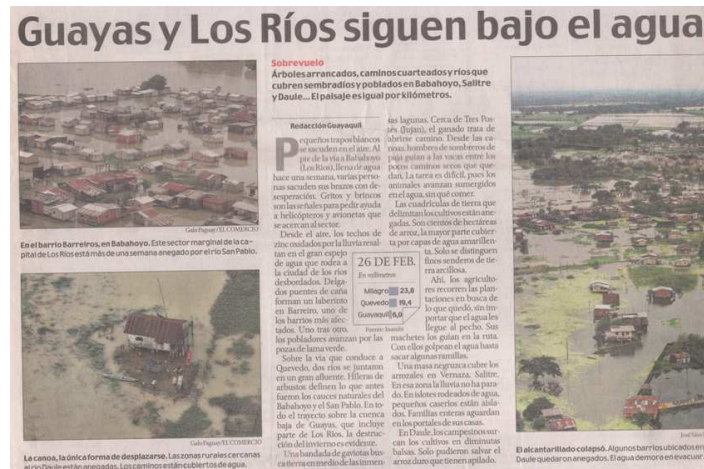 Guayas y Los Ríos siguen bajo el agua
Galo Paguay/EL COMERCIO
En el barrio Barreiros, en Babahoyo. Este sector marginal de la ca-
pital de Los Ríos está más de una semana anegado por el río San Pablo.
Galo Paguay/EL COMERCIO
La canoa, la única forma de desplazarse. Las zonas rurales cercanas
al río Daule están anegadas. Los caminos están cubiertos de agua.
Sobrevuelo
Árboles arrancados, caminos cuarteados y ríos que
cubren sembradíos y poblados en Babahoyo, Salitre
y Daule... El paisaje es igual por kilómetros.
Redacción Guayaquil
Pequeños trapos blancos
se sacuden en el aire. Al
pie de la vía a Babahoyo
(Los Ríos), llena de agua
hace una semana, varias perso-
nas sacuden sus brazos con de-
sesperación. Gritos y brincos
son las señales para pedir ayuda
a helicópteros y avionetas que
se acercan al sector.
Desde el aire, los techos de
zinc oxidados por la lluvia resal-
tan en el gran espejo
de agua que rodea a
la ciudad de los ríos
desbordados. Delga-
dos puentes de caña
forman un laberinto
en Barreiro, uno de
los barrios más afec-
tados. Uno tras otro,
los pobladores avanzan por las
pozas de lama verde.
Sobre la vía que conduce a
Quevedo, dos ríos se juntaron
en un gran afluente. Hileras de
arbustos definen lo que antes
fueron los cauces naturales del
Babahoyo y el San Pablo. En to-
do el trayecto sobre la cuenca
baja de Guayas, que incluye
parte de Los Ríos, la destruc-
ción del invierno es evidente.
Una bandada de gaviotas bus-
ca tierra en medio de las inmen-
sas lagunas. Cerca de Tres Pos-
tes (Jujan), el ganado trata de
abrirse camino. Desde las ca-
noas, hombres de sombreros de
paja guían a las vacas entre los
pocos caminos secos que que-
dan. La tarea es difícil, pues los
animales avanzan sumergidos
en el agua, sin qué comer.
Las cuadrículas de tierra que
delimitan los cultivos están ane-
gadas. Son cientos de hectáreas
de arroz, la mayor parte cubier-
ta por capas de agua amarillen-
ta. Solo se distinguen
finos senderos de tie-
rra arcillosa.
Ahí, los agriculto-
res recorren las plan-
taciones en busca de
lo que quedó, sin im-
portar que el agua les
llegue al pecho. Sus
machetes los guían en la ruta.
Con ellos golpean el agua hasta
sacar algunas ramillas.
Una masa negruzca cubre los
arrozales en Vernaza, Salitre.
En esa zona la lluvia no ha para-
do. En islotes rodeados de agua,
pequeños caseríos están aisla-
dos. Familias enteras aguardan
en los portales de sus casas.
En Daule, los campesinos sur-
can los cultivos en diminutas
balsas. Solo pudieron salvar el
arroz duro que tienen apilado.
26 DE FEB.
En milímetros
Milagro 23,8
Quevedo 19,4
Guayaquil 6,9
Fuente: Inamhi
El alcantarillado colapsó. Algunos barrios ubicados en
Daule quedaron anegados. El agua demora en evacuar